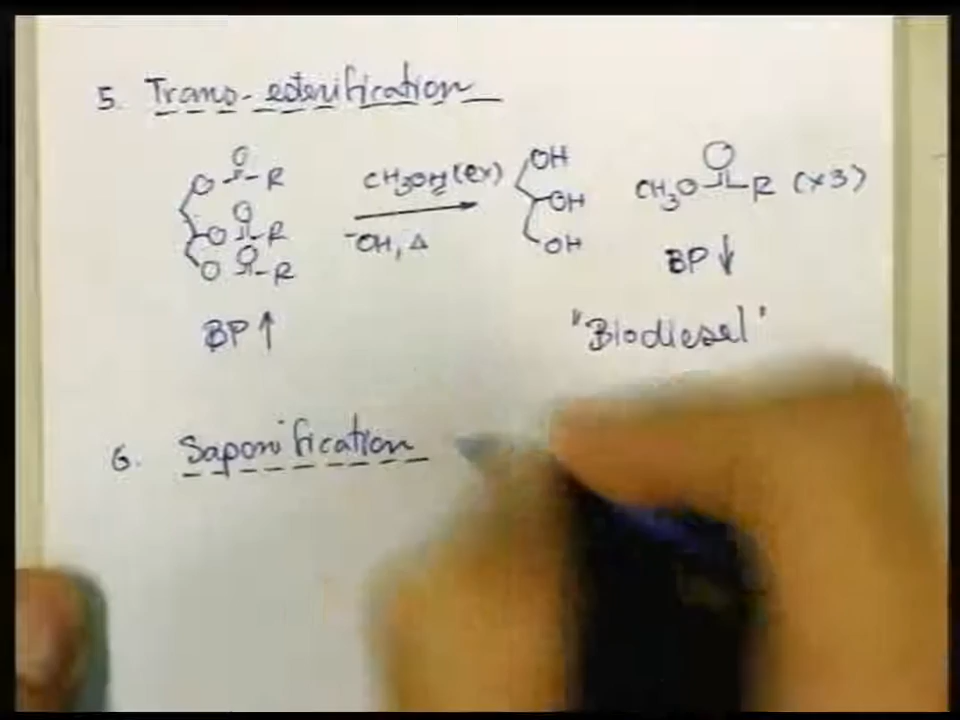 5. Trans-esterification
O O R
O O R
O O R
CH3OH (ex)
-OH, Δ
OH
OH
OH
CH3O O R (x3)
BP↑
BP↓
"Biodiesel"
6. Saponification